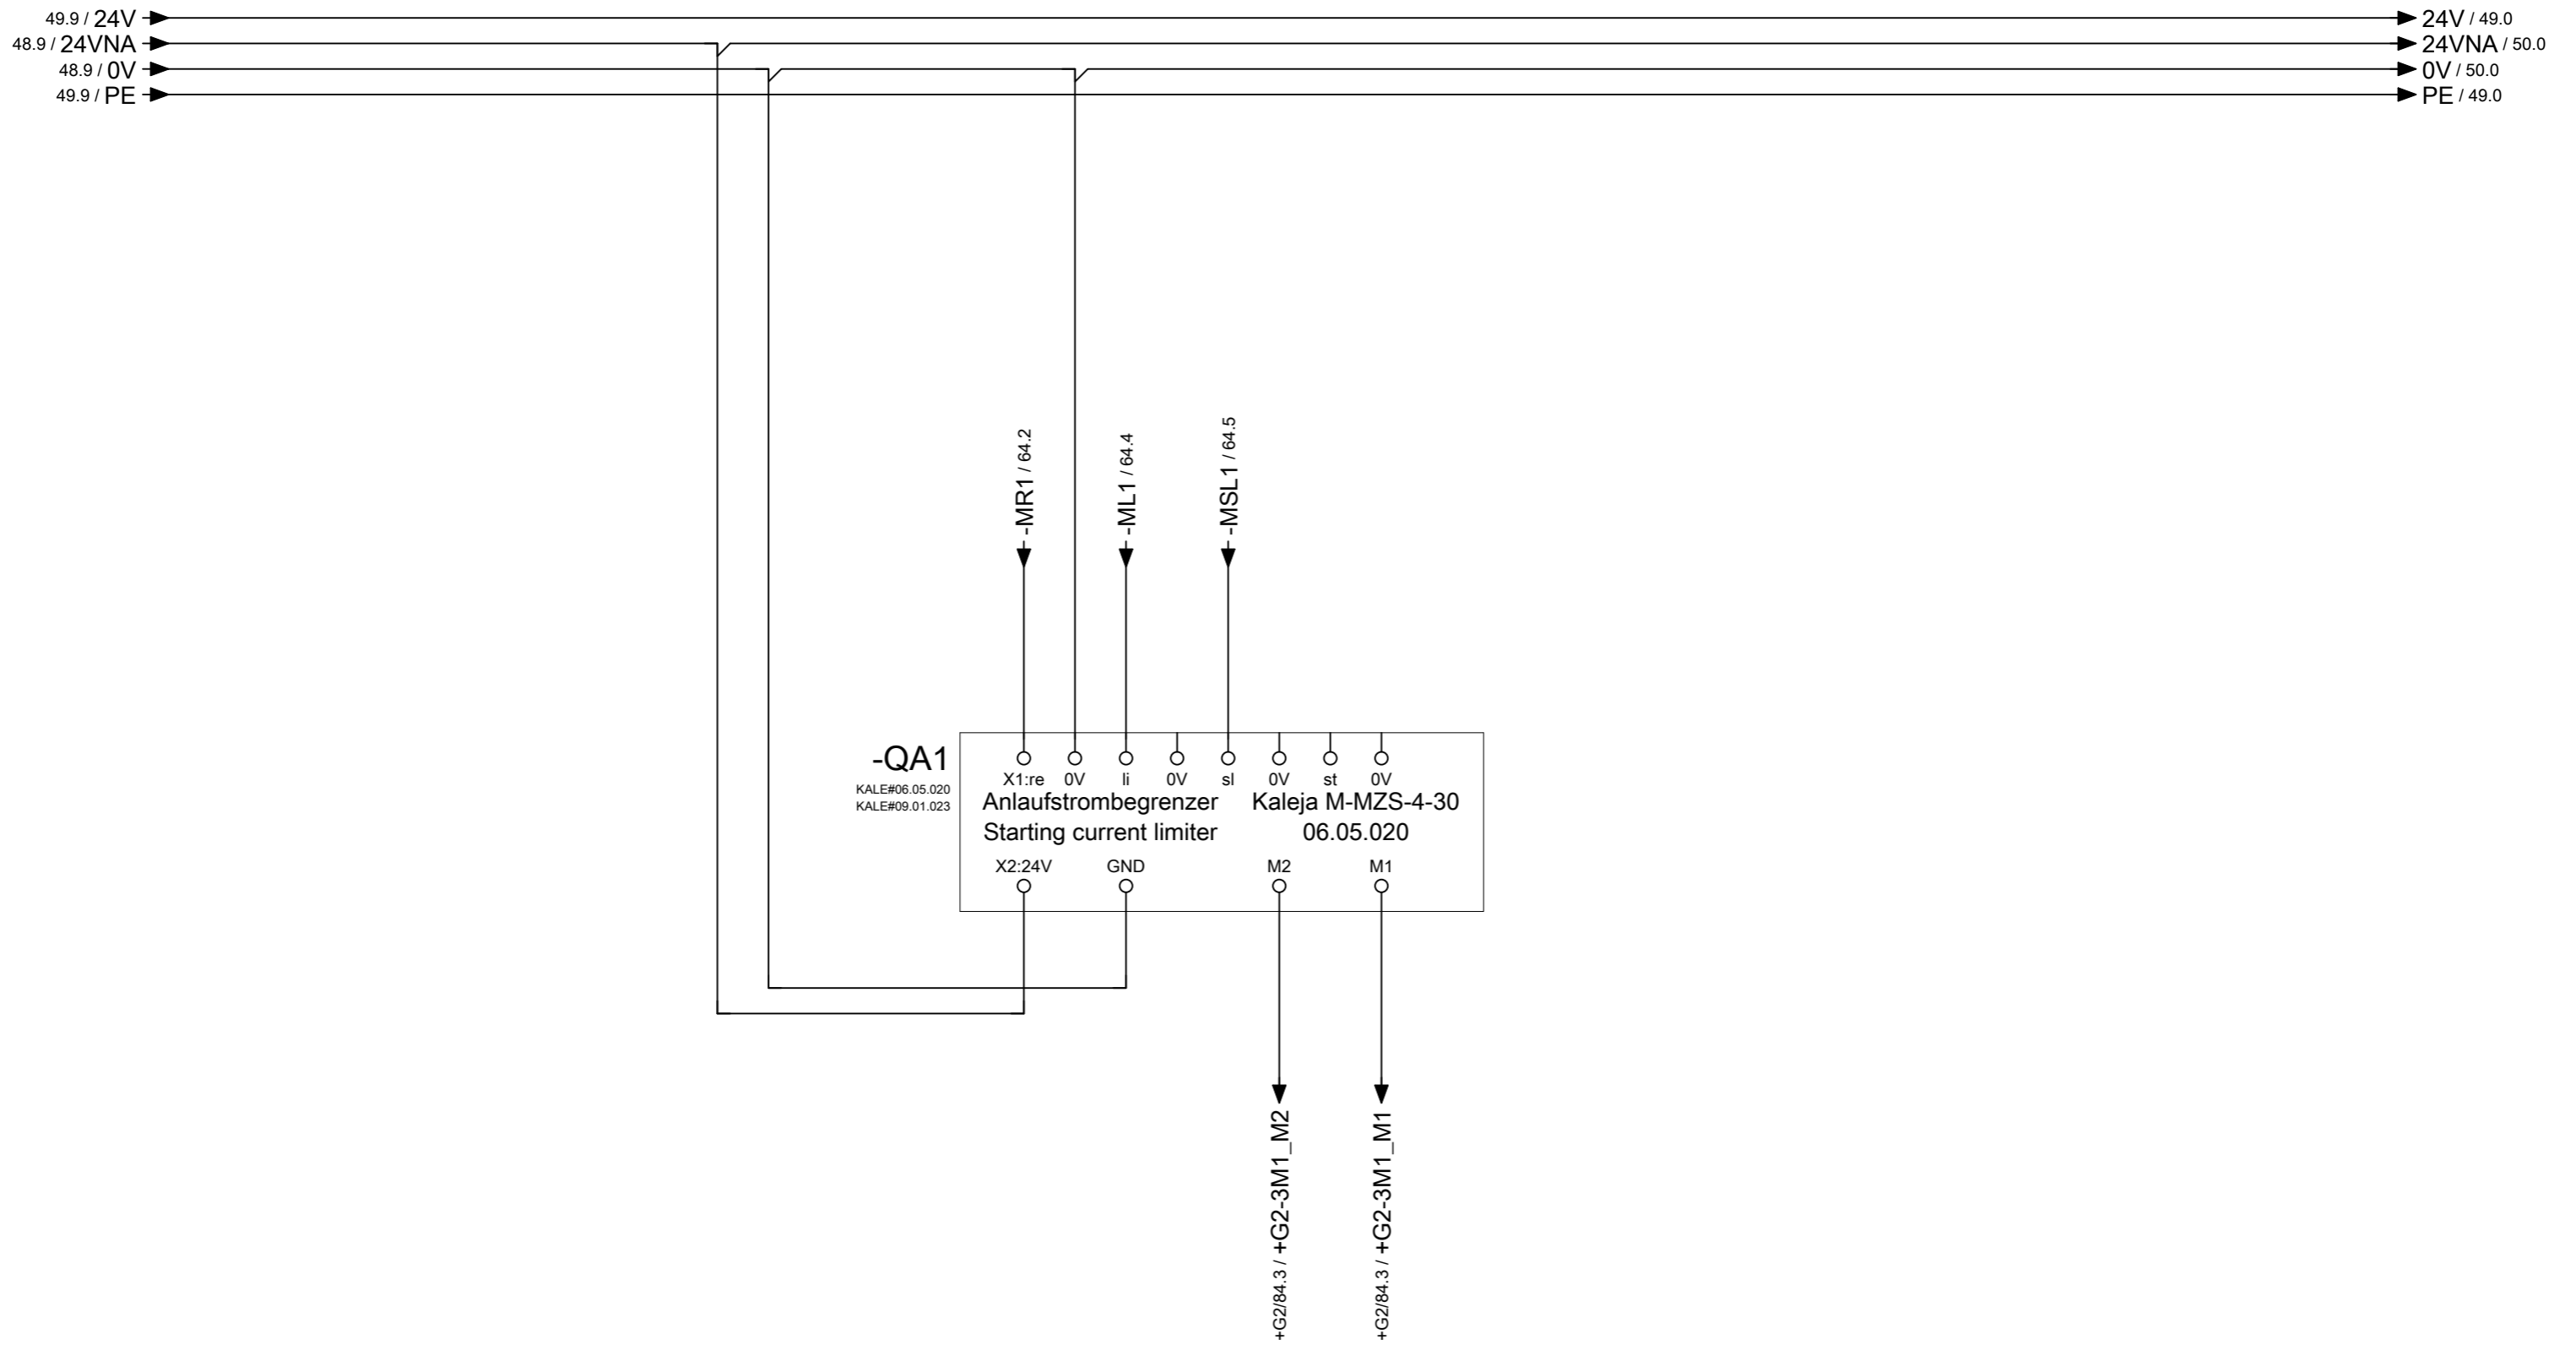 49.9 / 24V
24V / 49.0
48.9 / 24VNA
24VNA / 50.0
48.9 / 0V
0V / 50.0
49.9 / PE
PE / 49.0
-MR1 / 64.2
-ML1 / 64.4
-MSL1 / 64.5
-QA1
KALE#06.05.020
KALE#09.01.023
X1:re 0V li 0V sl 0V st 0V
Anlaufstrombegrenzer Kaleja M-MZS-4-30
Starting current limiter 06.05.020
X2:24V GND M2 M1
+G2/84.3 / +G2-3M1_M2
+G2/84.3 / +G2-3M1_M1